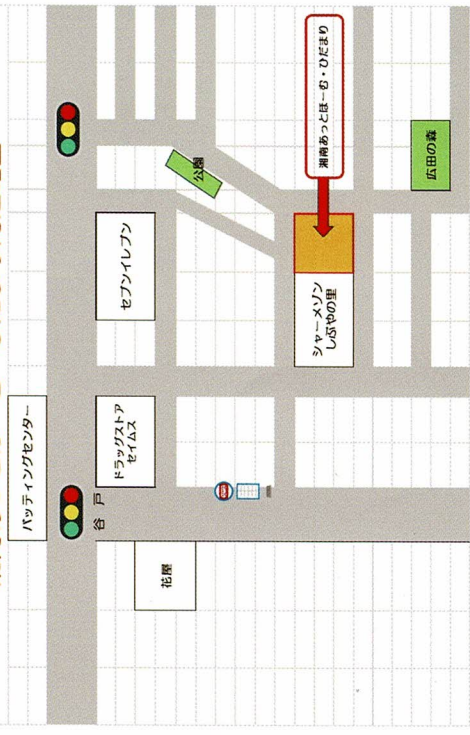 バッティングセンター
谷戸
花屋
ドラッグストア
セイムス
セブンイレブン
公園
シャーメゾン
しぶやの里
湘南あっとほーむ・ひだまり
広田の森